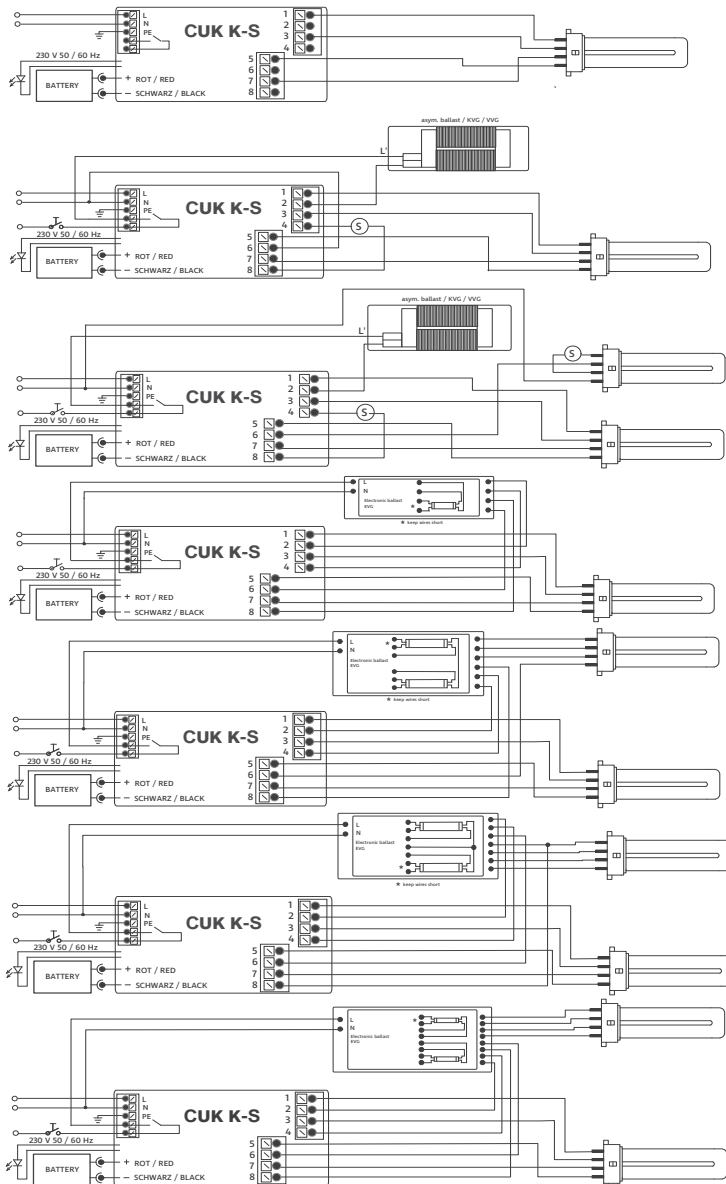 L
N
PE
CUK K-S
1
2
3
4
5
6
7
8
230 V 50 / 60 Hz
BATTERY
+ ROT / RED
– SCHWARZ / BLACK
asym. ballast / KVG / VVG
L'
L
N
PE
CUK K-S
1
2
3
4
S
5
6
7
8
230 V 50 / 60 Hz
BATTERY
+ ROT / RED
– SCHWARZ / BLACK
asym. ballast / KVG / VVG
L'
S
L
N
PE
CUK K-S
1
2
3
4
S
5
6
7
8
230 V 50 / 60 Hz
BATTERY
+ ROT / RED
– SCHWARZ / BLACK
L
N
Electronic ballast
EVG
*
* keep wires short
L
N
PE
CUK K-S
1
2
3
4
5
6
7
8
230 V 50 / 60 Hz
BATTERY
+ ROT / RED
– SCHWARZ / BLACK
L
N
Electronic ballast
EVG
*
* keep wires short
L
N
PE
CUK K-S
1
2
3
4
5
6
7
8
230 V 50 / 60 Hz
BATTERY
+ ROT / RED
– SCHWARZ / BLACK
L
N
Electronic ballast
EVG
*
* keep wires short
L
N
PE
CUK K-S
1
2
3
4
5
6
7
8
230 V 50 / 60 Hz
BATTERY
+ ROT / RED
– SCHWARZ / BLACK
L
N
Electronic ballast
EVG
*
L
N
PE
CUK K-S
1
2
3
4
5
6
7
8
230 V 50 / 60 Hz
BATTERY
+ ROT / RED
– SCHWARZ / BLACK